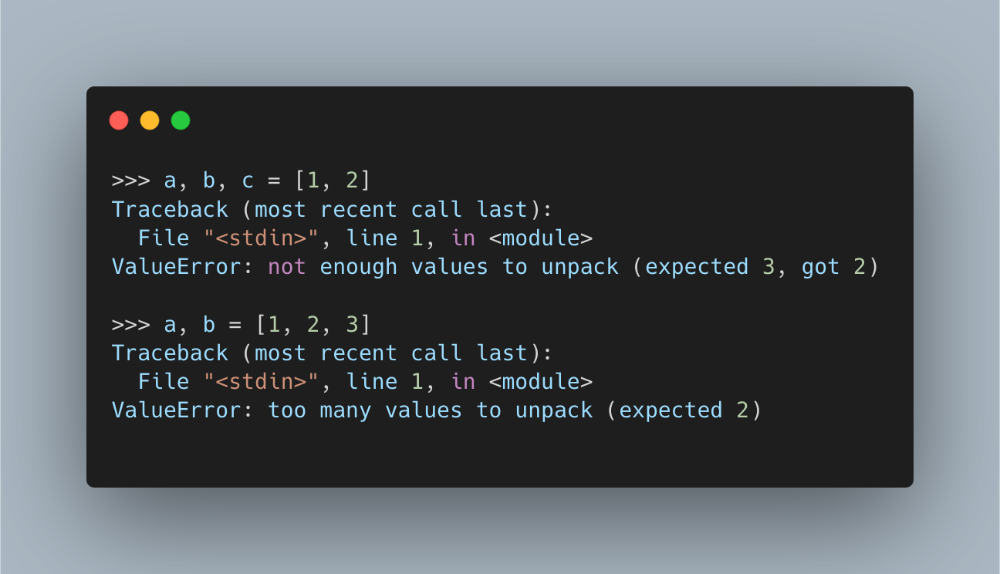 >>> a, b, c = [1, 2]
Traceback (most recent call last):
  File "<stdin>", line 1, in <module>
ValueError: not enough values to unpack (expected 3, got 2)

>>> a, b = [1, 2, 3]
Traceback (most recent call last):
  File "<stdin>", line 1, in <module>
ValueError: too many values to unpack (expected 2)